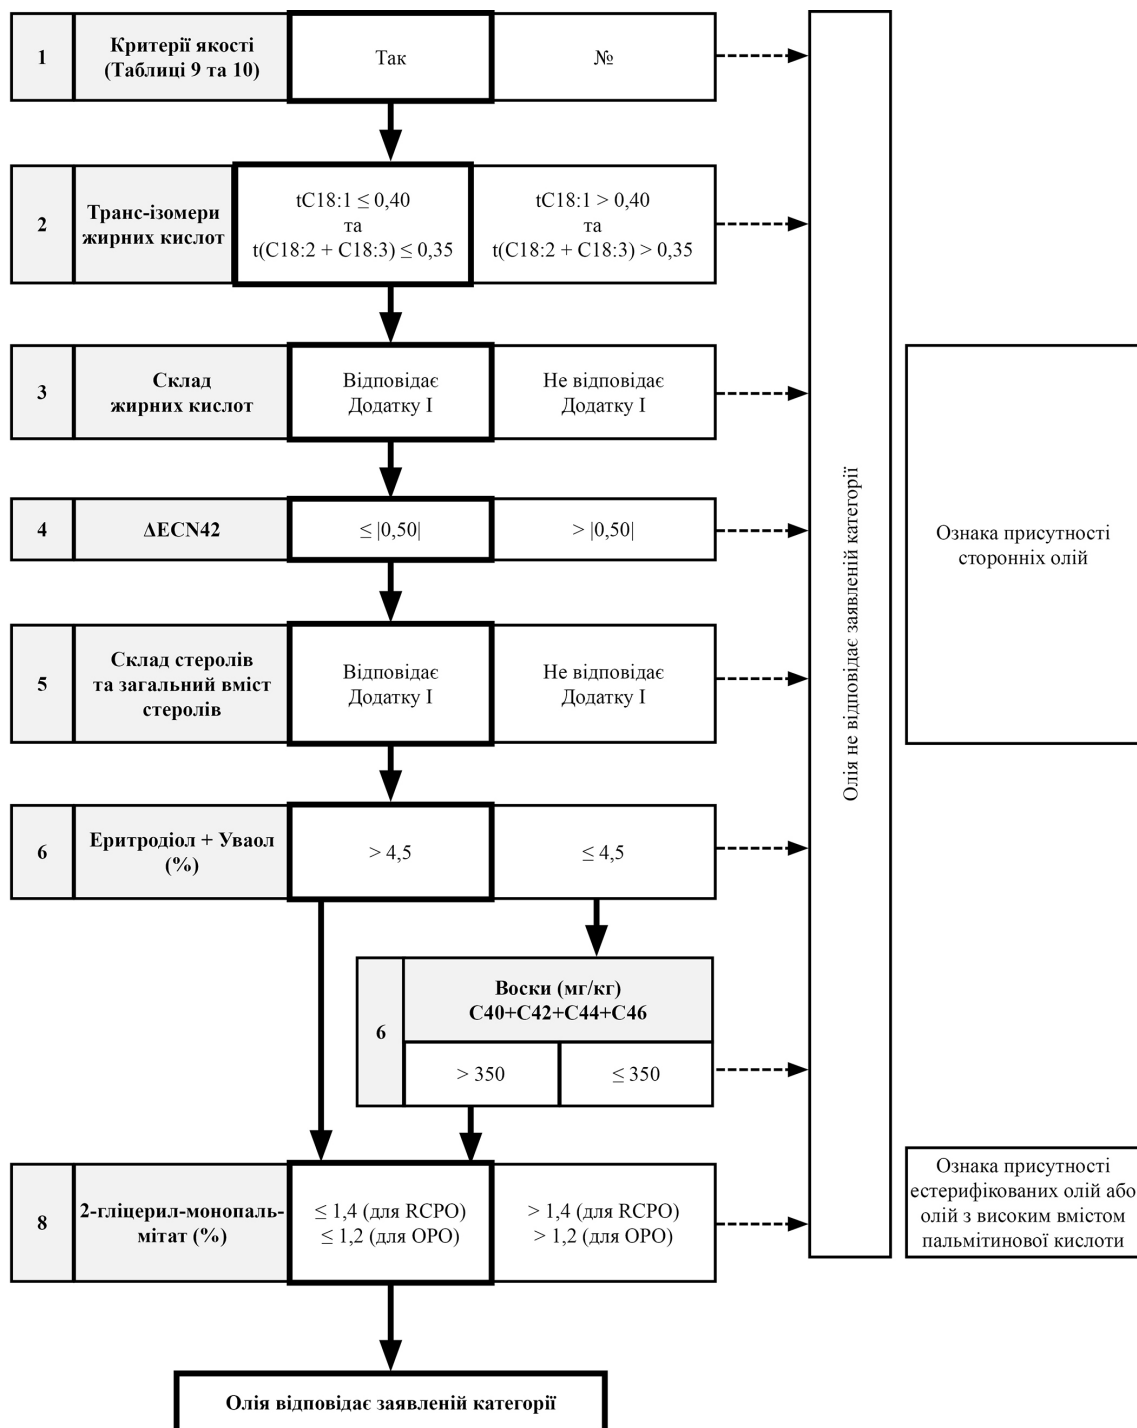 1
Критерії якості
(Таблиці 9 та 10)
Так
№
2
Транс-ізомери
жирних кислот
tC18:1 ≤ 0,40
та
t(C18:2 + C18:3) ≤ 0,35
tC18:1 > 0,40
та
t(C18:2 + C18:3) > 0,35
3
Склад
жирних кислот
Відповідає
Додатку I
Не відповідає
Додатку I
4
ΔECN42
≤ |0,50|
> |0,50|
5
Склад стеролів
та загальний вміст
стеролів
Відповідає
Додатку I
Не відповідає
Додатку I
6
Еритродіол + Уваол
(%)
> 4,5
≤ 4,5
6
Воски (мг/кг)
C40+C42+C44+C46
> 350
≤ 350
8
2-гліцерил-монопаль-
мітат (%)
≤ 1,4 (для RCPO)
≤ 1,2 (для OPO)
> 1,4 (для RCPO)
> 1,2 (для OPO)
Олія відповідає заявленій категорії
Олія не відповідає заявленій категорії
Ознака присутності
сторонніх олій
Ознака присутності
естерифікованих олій або
олій з високим вмістом
пальмітинової кислоти